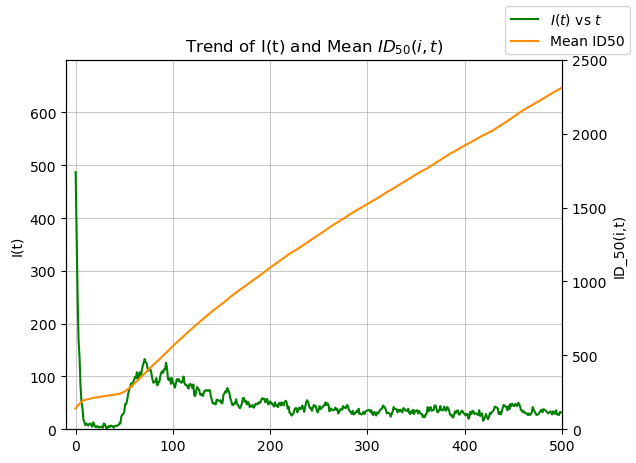 I(t) vs t
Mean ID50
Trend of I(t) and Mean ID₅₀(i, t)
I(t)
600
500
400
300
200
100
0
2500
2000
1500
1000
500
0
ID_50(i,t)
0 100 200 300 400 500